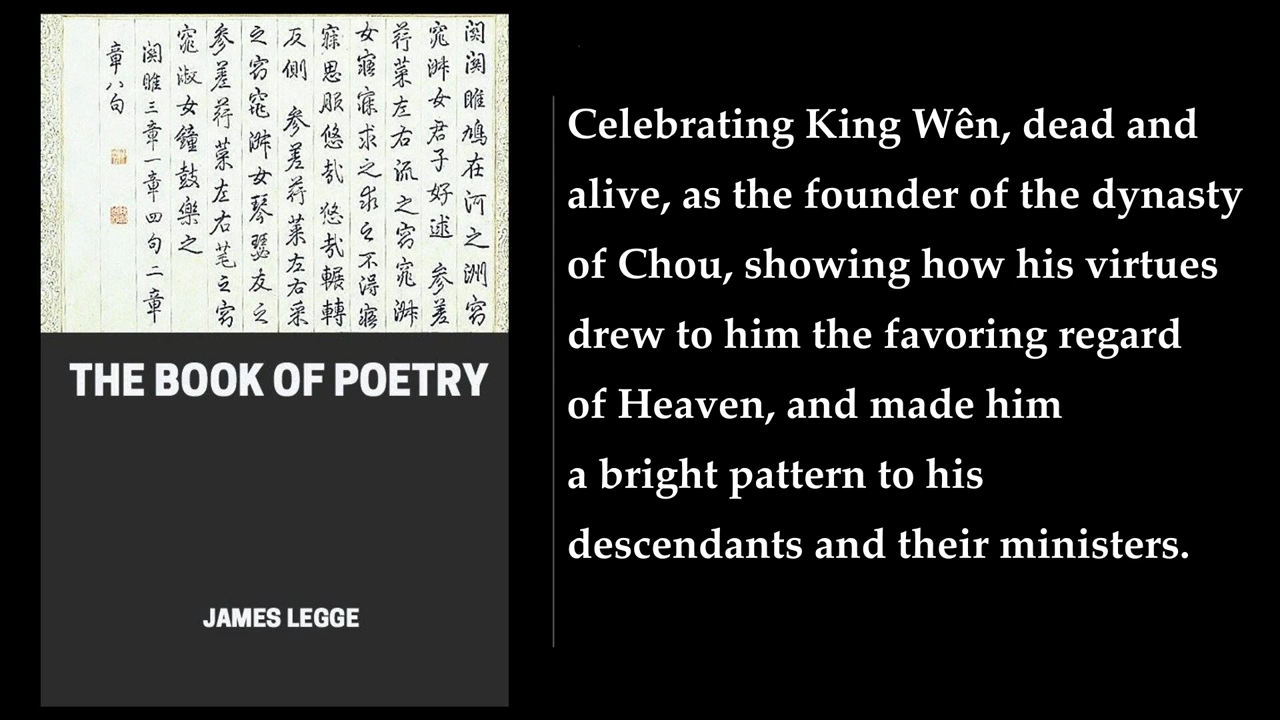 関関雎鳩在河之洲窈
窕淑女君子好逑 參差
荇菜左右流之窈窕淑
女寤寐求之求之不得寤
寐思服悠哉悠哉輾轉
反側 參差荇菜左右采
之窈窕淑女琴瑟友之
參差荇菜左右芼之窈
窕淑女鐘鼓樂之
関雎三章一章四句二章
章八句
THE BOOK OF POETRY
JAMES LEGGE
Celebrating King Wên, dead and
alive, as the founder of the dynasty
of Chou, showing how his virtues
drew to him the favoring regard
of Heaven, and made him
a bright pattern to his
descendants and their ministers.